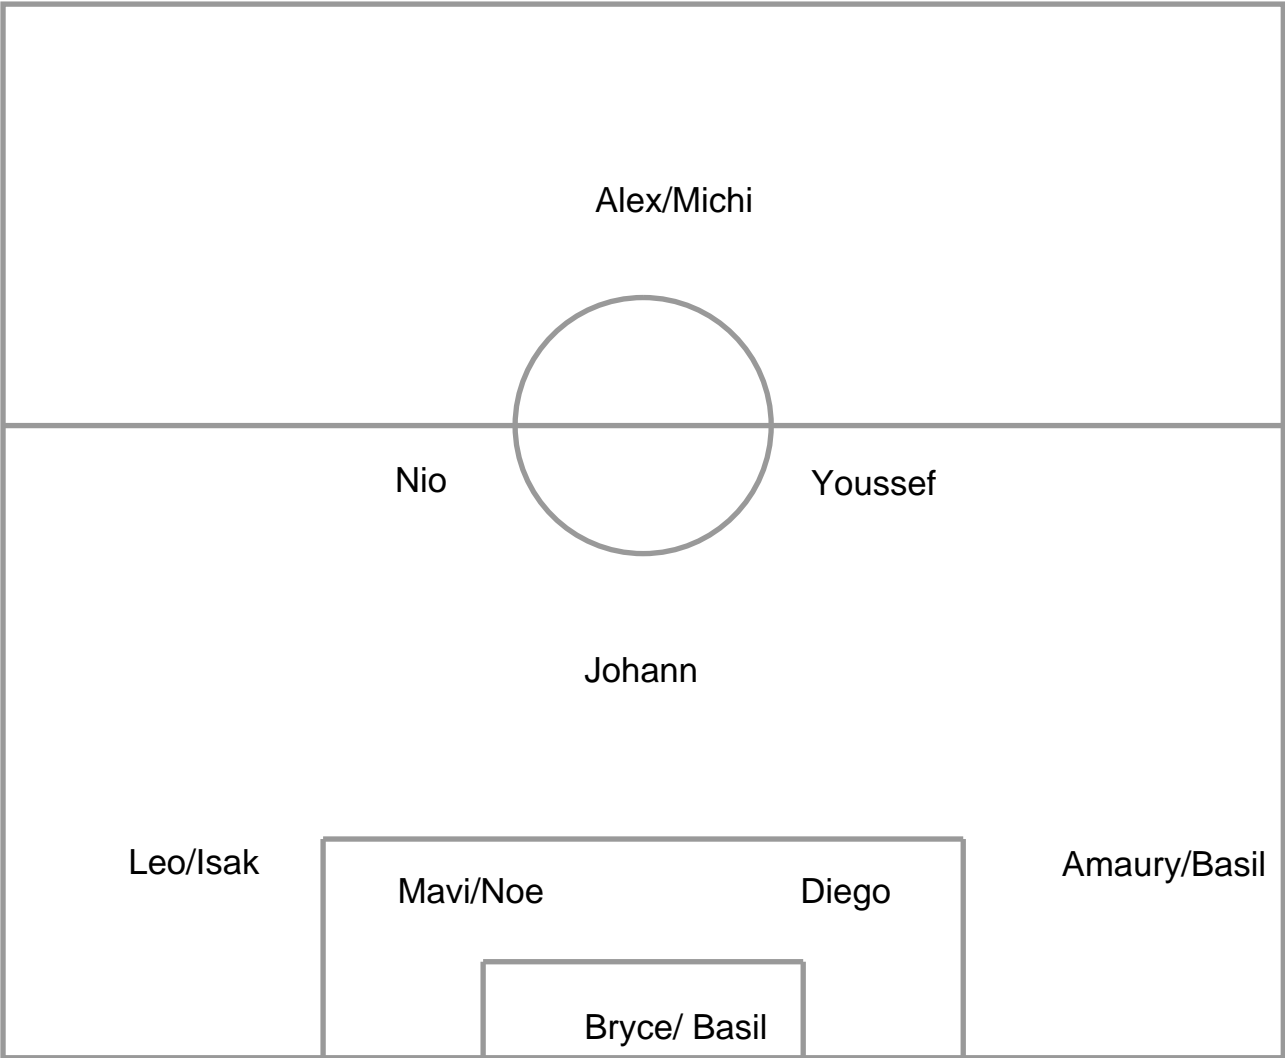 Alex/Michi
Nio
Youssef
Johann
Leo/Isak
Amaury/Basil
Mavi/Noe
Diego
Bryce/ Basil